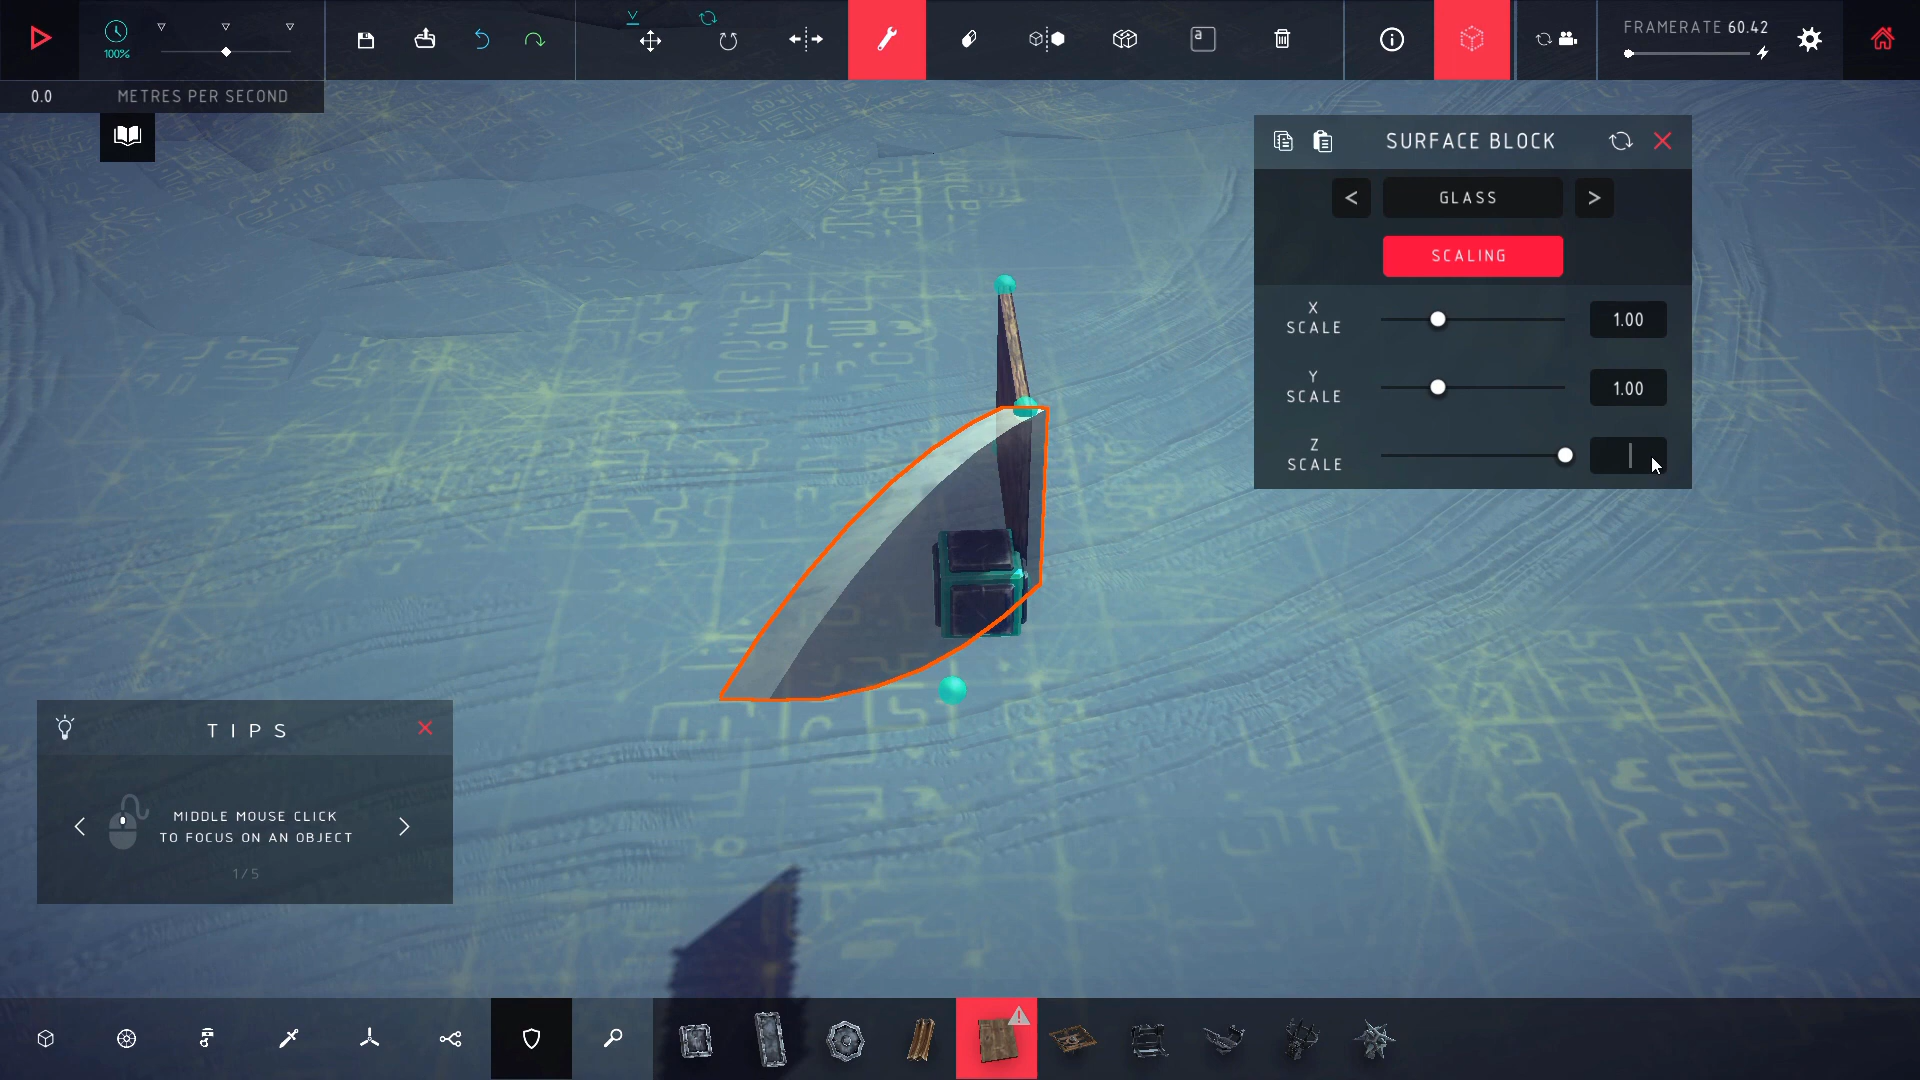 100%
a
FRAMERATE 60.42
0.0 METRES PER SECOND
SURFACE BLOCK
< GLASS >
SCALING
X
SCALE
1.00
Y
SCALE
1.00
Z
SCALE
TIPS
MIDDLE MOUSE CLICK
TO FOCUS ON AN OBJECT
1/5